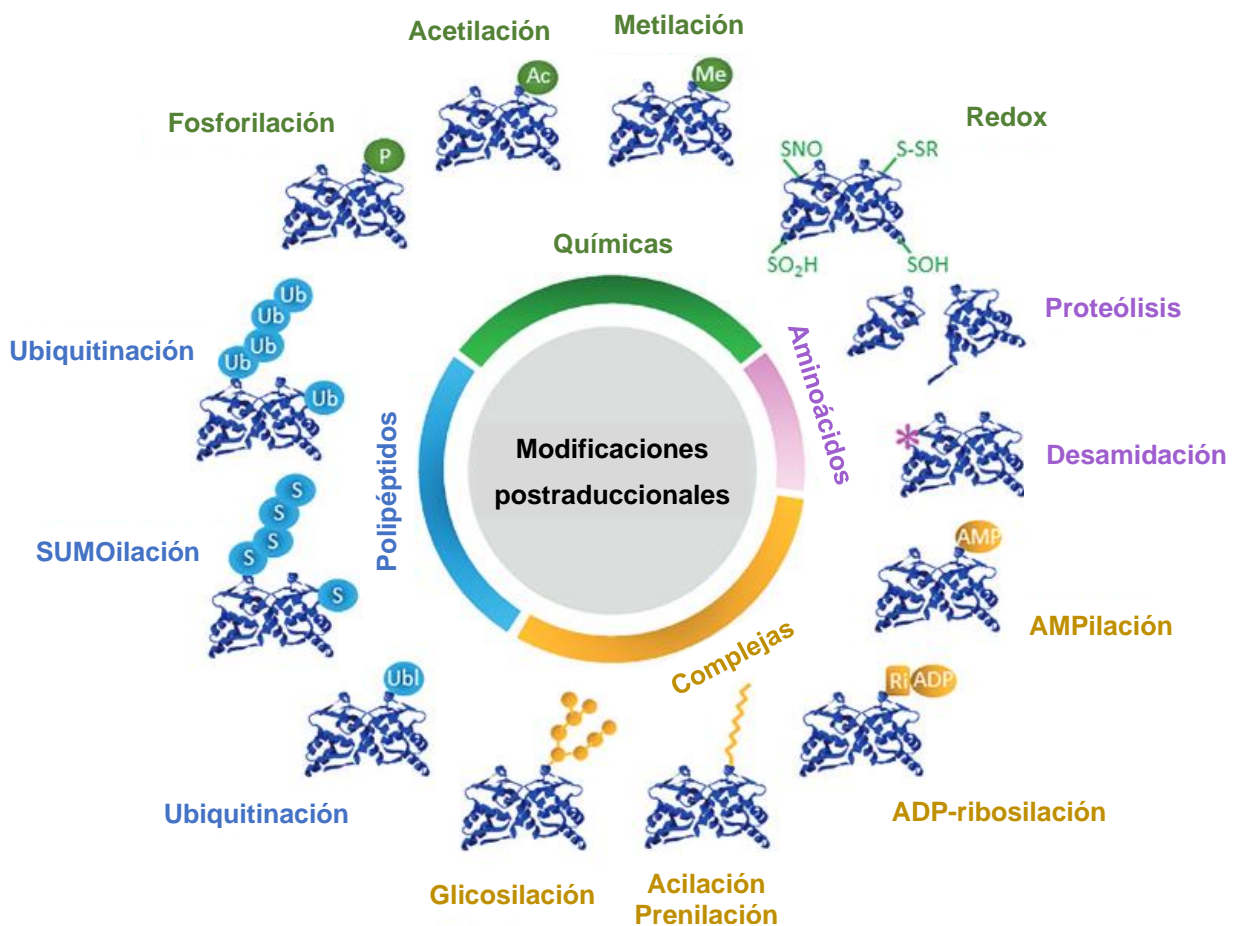 Acetilación
Metilación
Ac
Me
Fosforilación
P
Redox
SNO
S-SR
SO₂H
SOH
Químicas
Ub
Ub
Ub
Ub
Ub
Ubiquitinación
Proteólisis
Aminoácidos
Polipéptidos
Modificaciones
postraduccionales
Desamidación
*
S
S
S
S
S
SUMOilación
AMP
AMPilación
Complejas
Ubl
Ubiquitinación
Ri
ADP
ADP-ribosilación
Glicosilación
Acilación
Prenilación